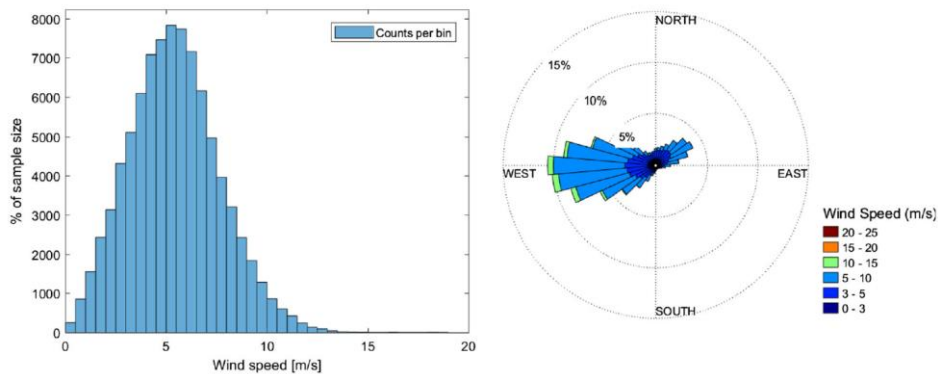 8000
7000
6000
5000
4000
3000
2000
1000
0
% of sample size
Counts per bin
0 5 10 15 20
Wind speed [m/s]
NORTH
15%
10%
5%
WEST
EAST
SOUTH
Wind Speed (m/s)
20 - 25
15 - 20
10 - 15
5 - 10
3 - 5
0 - 3